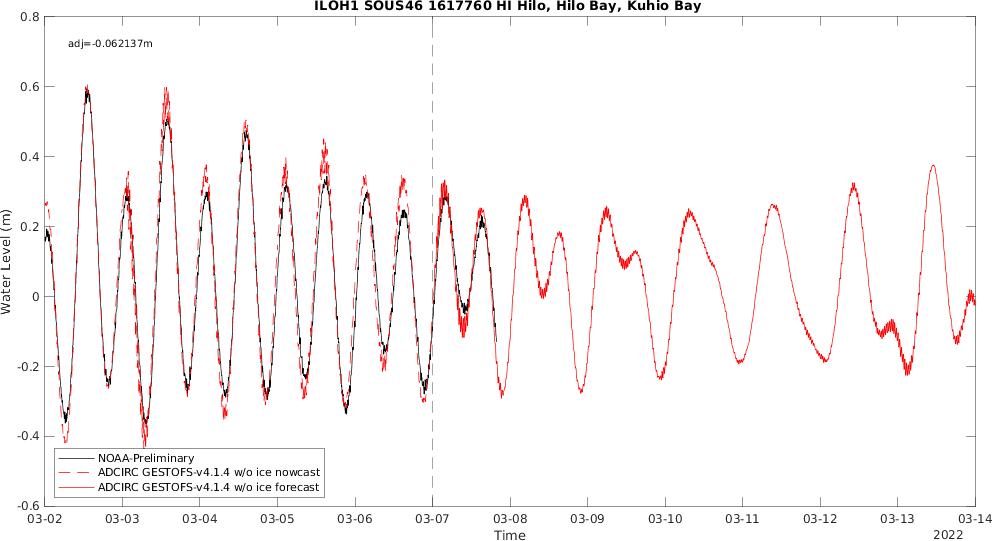 ILOH1 SOUS46 1617760 HI Hilo, Hilo Bay, Kuhio Bay
adj=-0.062137m
0.8
0.6
0.4
0.2
0
-0.2
-0.4
-0.6
Water Level (m)
NOAA-Preliminary
ADCIRC GESTOFS-v4.1.4 w/o ice nowcast
ADCIRC GESTOFS-v4.1.4 w/o ice forecast
03-02 03-03 03-04 03-05 03-06 03-07 03-08 03-09 03-10 03-11 03-12 03-13 03-14
Time
2022